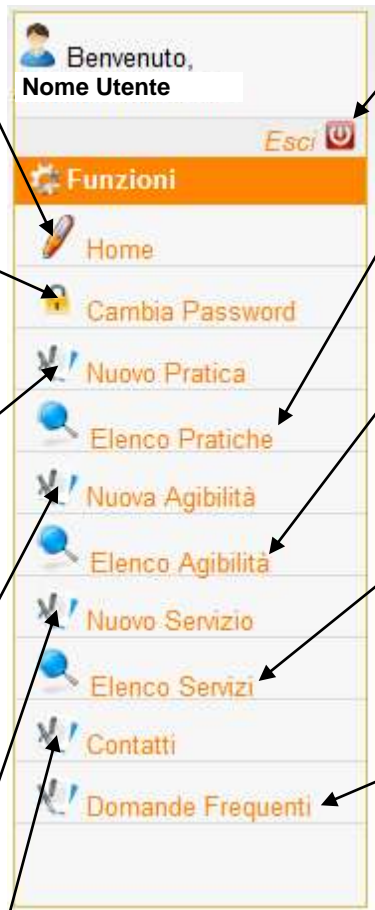 Benvenuto,
Nome Utente
Esci
Funzioni
Home
Cambia Password
Nuovo Pratica
Elenco Pratiche
Nuova Agibilità
Elenco Agibilità
Nuovo Servizio
Elenco Servizi
Contatti
Domande Frequenti